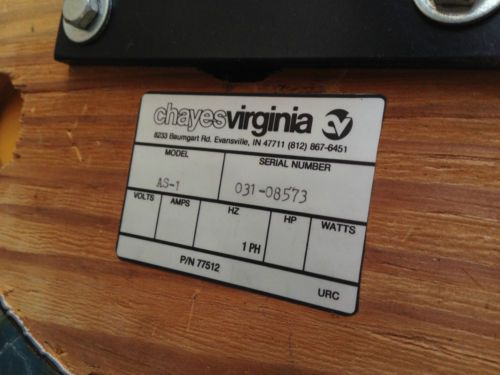 chayesvirginia
6233 Baumgart Rd. Evansville, IN 47711 (812) 867-6451
MODEL SERIAL NUMBER
AS-1 031-08573
VOLTS AMPS HZ HP WATTS
1 PH
P/N 77512
URC